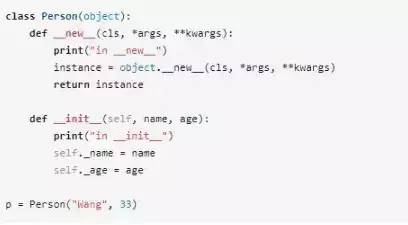 class Person(object):
    def __new__(cls, *args, **kwargs):
        print("in __new__")
        instance = object.__new__(cls, *args, **kwargs)
        return instance

    def __init__(self, name, age):
        print("in __init__")
        self._name = name
        self._age = age

p = Person("Wang", 33)